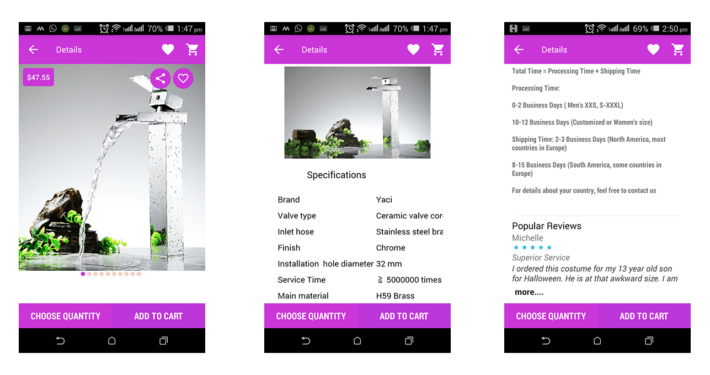 70% 1:47 pm
Details
$47.55
CHOOSE QUANTITY ADD TO CART
70% 1:47 pm
Details
Specifications
Brand Yaci
Valve type Ceramic valve cor
Inlet hose Stainless steel bra
Finish Chrome
Installation hole diameter 32 mm
Service Time ≧ 5000000 times
Main material H59 Brass
CHOOSE QUANTITY ADD TO CART
69% 2:50 pm
Details
Total Time = Processing Time + Shipping Time
Processing Time:
0-2 Business Days ( Men's XXS, S-XXXL)
10-12 Business Days (Customized or Women's size)
Shipping Time: 2-3 Business Days (North America, most
countries in Europe)
8-15 Business Days (South America, some countries in
Europe)
For details about your country, feel free to contact us
Popular Reviews
Michelle
Superior Service
I ordered this costume for my 13 year old son
for Halloween. He is at that awkward size. I am
more....
CHOOSE QUANTITY ADD TO CART